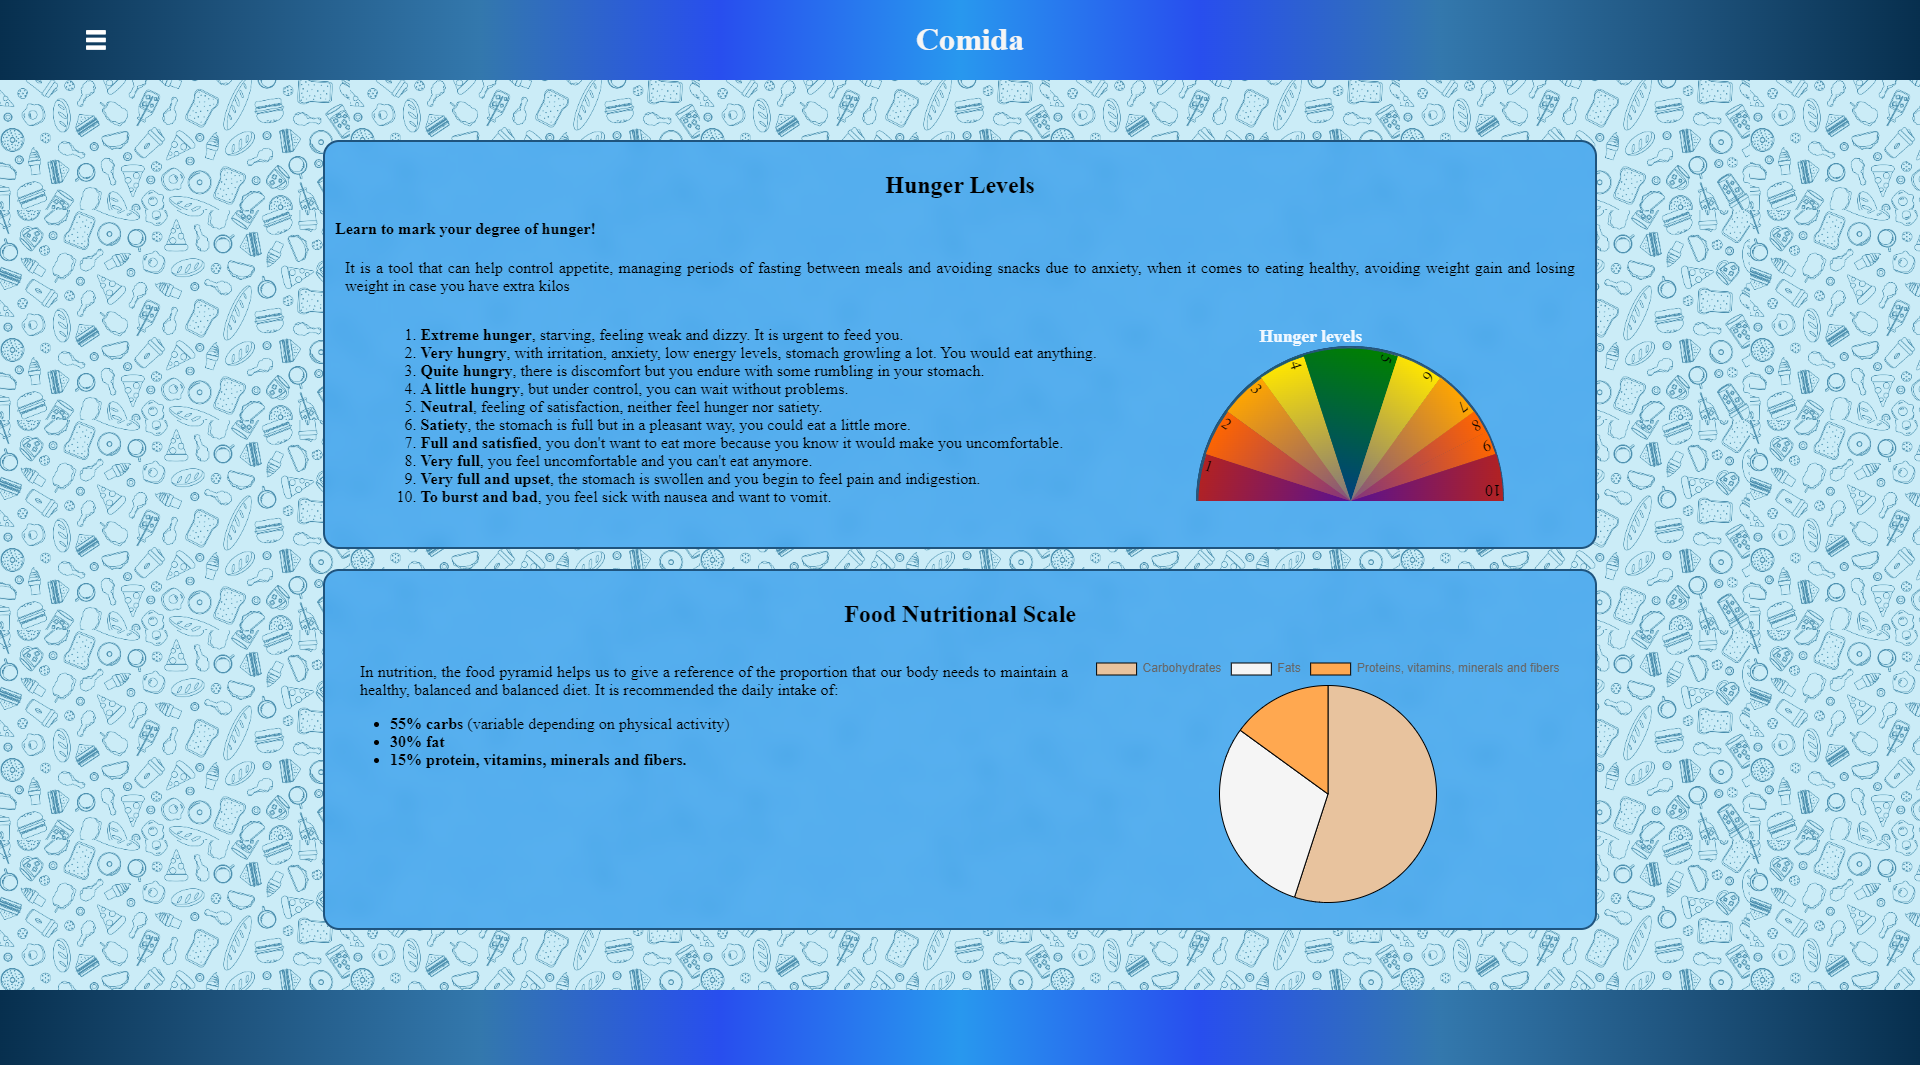 Comida
Hunger Levels
Learn to mark your degree of hunger!
It is a tool that can help control appetite, managing periods of fasting between meals and avoiding snacks due to anxiety, when it comes to eating healthy, avoiding weight gain and losing
weight in case you have extra kilos
1. Extreme hunger, starving, feeling weak and dizzy. It is urgent to feed you.
2. Very hungry, with irritation, anxiety, low energy levels, stomach growling a lot. You would eat anything.
3. Quite hungry, there is discomfort but you endure with some rumbling in your stomach.
4. A little hungry, but under control, you can wait without problems.
5. Neutral, feeling of satisfaction, neither feel hunger nor satiety.
6. Satiety, the stomach is full but in a pleasant way, you could eat a little more.
7. Full and satisfied, you don't want to eat more because you know it would make you uncomfortable.
8. Very full, you feel uncomfortable and you can't eat anymore.
9. Very full and upset, the stomach is swollen and you begin to feel pain and indigestion.
10. To burst and bad, you feel sick with nausea and want to vomit.
Hunger levels
1
2
3
4
5
6
7
8
9
10
Food Nutritional Scale
In nutrition, the food pyramid helps us to give a reference of the proportion that our body needs to maintain a
healthy, balanced and balanced diet. It is recommended the daily intake of:
• 55% carbs (variable depending on physical activity)
• 30% fat
• 15% protein, vitamins, minerals and fibers.
Carbohydrates Fats Proteins, vitamins, minerals and fibers